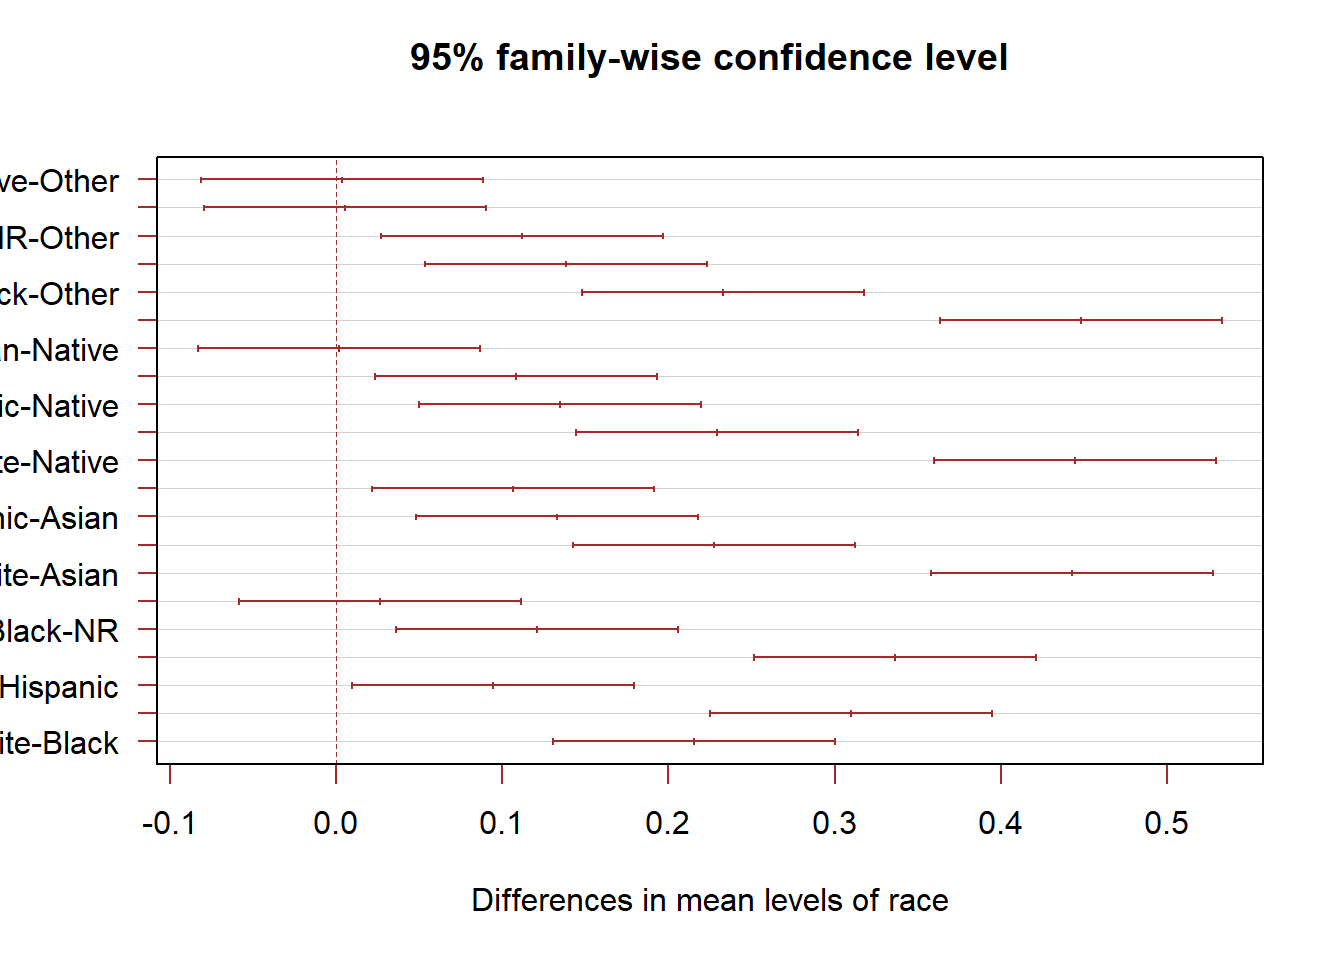 95% family-wise confidence level
ve-Other
IR-Other
ck-Other
an-Native
ic-Native
te-Native
nic-Asian
ite-Asian
Black-NR
Hispanic
ite-Black
-0.1 0.0 0.1 0.2 0.3 0.4 0.5
Differences in mean levels of race